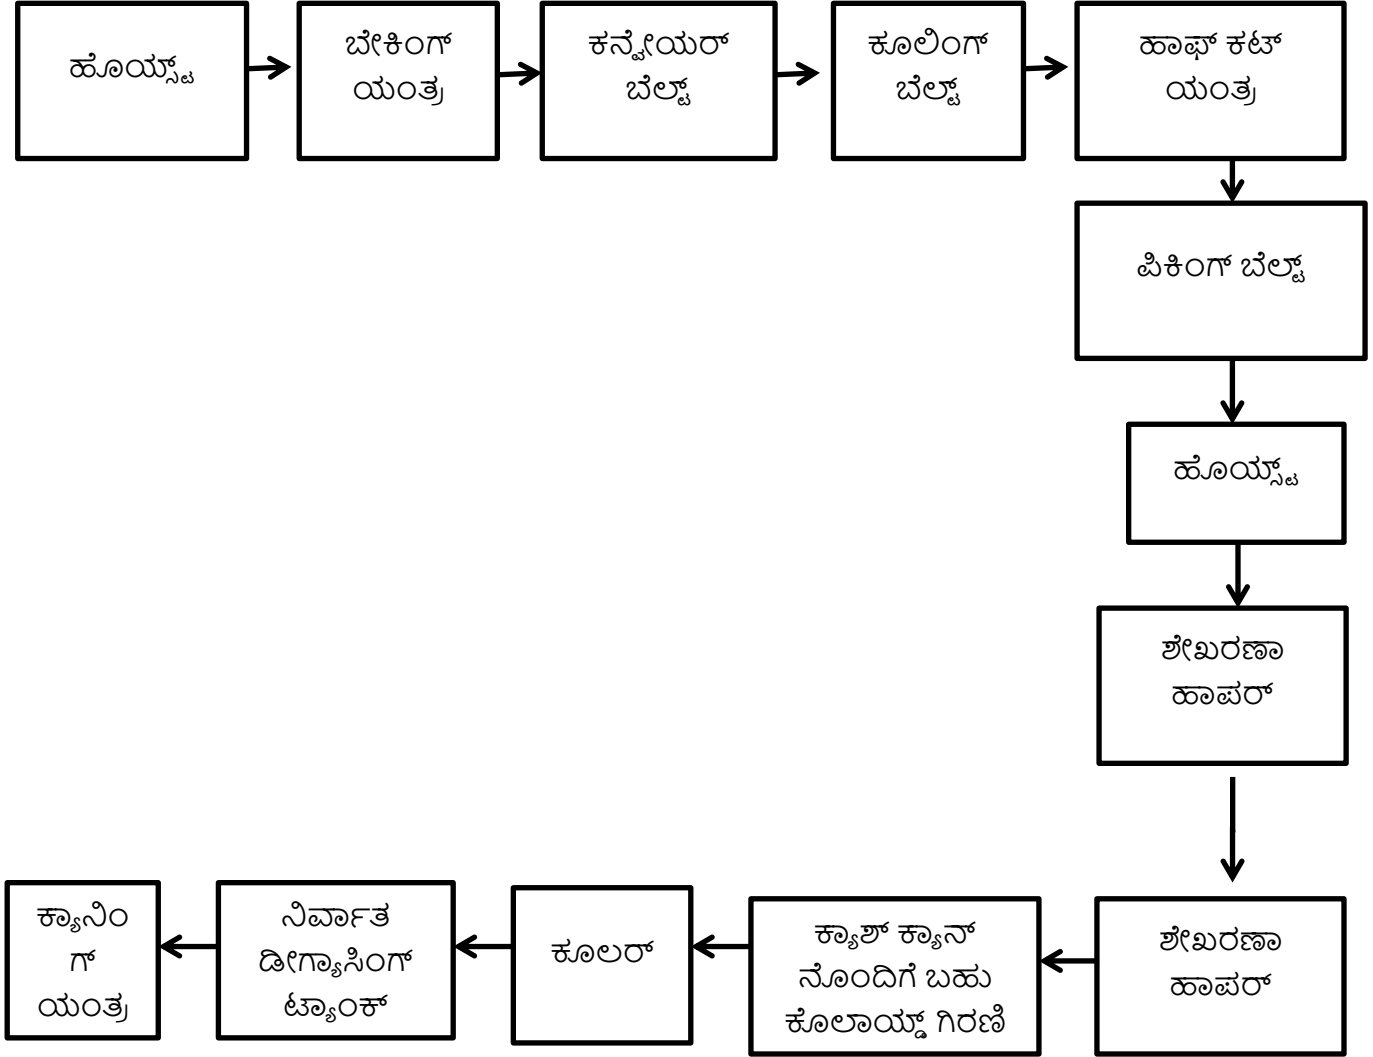 ಹೊಯ್ಸ್ಟ್
ಬೇಕಿಂಗ್
ಯಂತ್ರ
ಕನ್ವೇಯರ್
ಬೆಲ್ಟ್
ಕೂಲಿಂಗ್
ಬೆಲ್ಟ್
ಹಾಫ್ ಕಟ್
ಯಂತ್ರ
ಪಿಕಿಂಗ್ ಬೆಲ್ಟ್
ಹೊಯ್ಸ್ಟ್
ಶೇಖರಣಾ
ಹಾಪರ್
ಶೇಖರಣಾ
ಹಾಪರ್
ಕ್ಯಾಶ್ ಕ್ಯಾನ್
ನೊಂದಿಗೆ ಬಹು
ಕೊಲಾಯ್ಡ್ ಗಿರಣಿ
ಕೂಲರ್
ನಿರ್ವಾತ
ಡೀಗ್ಯಾಸಿಂಗ್
ಟ್ಯಾಂಕ್
ಕ್ಯಾನಿಂ
ಗ್
ಯಂತ್ರ